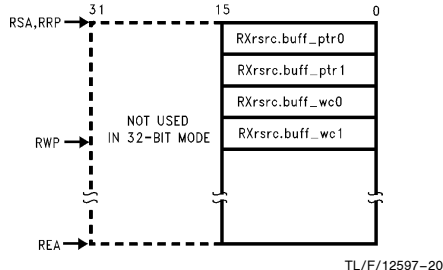 31 15 0
RSA,RRP
RXrsrc.buff_ptr0
RXrsrc.buff_ptr1
RXrsrc.buff_wc0
NOT USED
IN 32-BIT MODE
RXrsrc.buff_wc1
RWP
REA
TL/F/12597-20